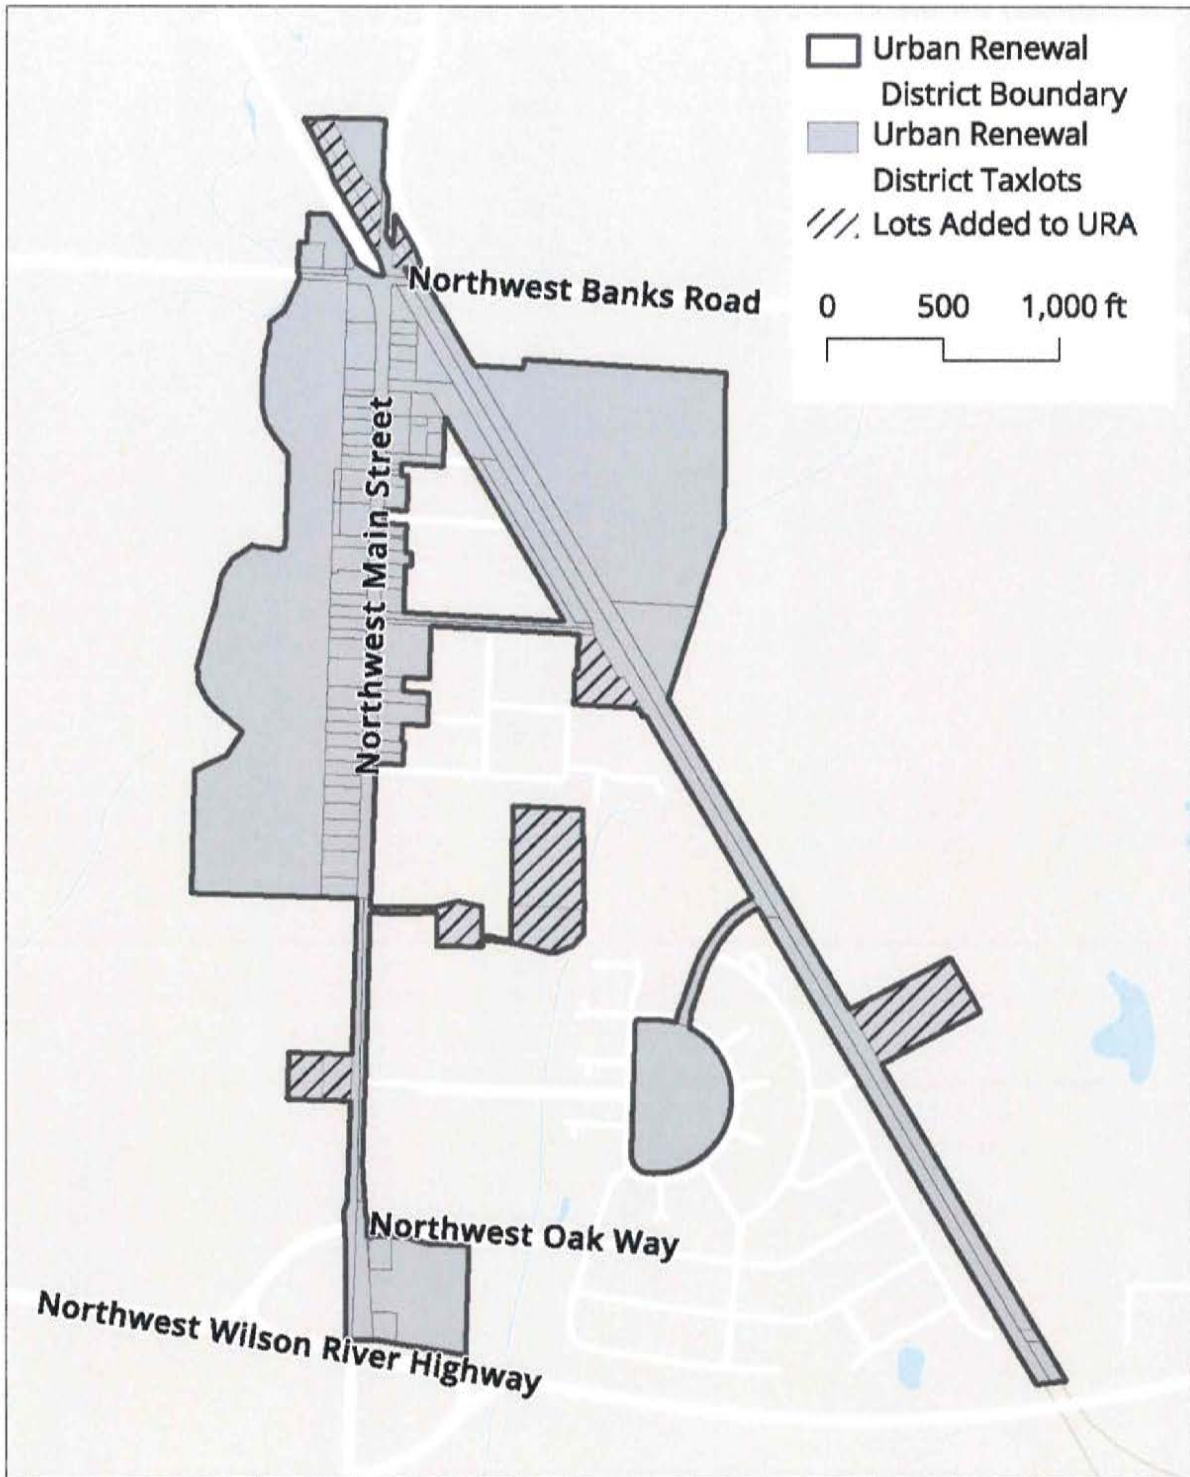 Urban Renewal
District Boundary
Urban Renewal
District Taxlots
Lots Added to URA
0 500 1,000 ft
Northwest Banks Road
Northwest Main Street
Northwest Oak Way
Northwest Wilson River Highway